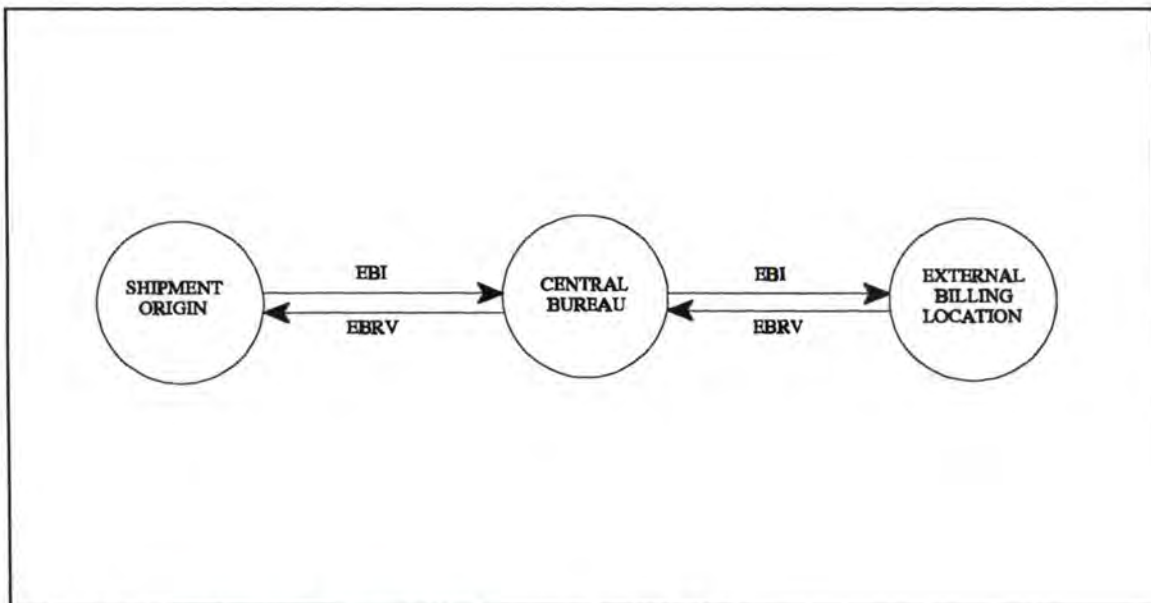 SHIPMENT
ORIGIN
EBI
EBRV
CENTRAL
BUREAU
EBI
EBRV
EXTERNAL
BILLING
LOCATION